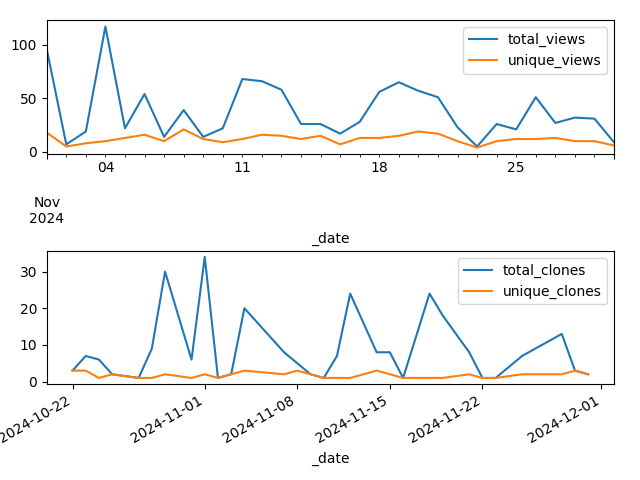 100
50
0
total_views
unique_views
04
11
18
25
Nov
2024
_date
30
20
10
0
total_clones
unique_clones
2024-10-22
2024-11-01
2024-11-08
2024-11-15
2024-11-22
2024-12-01
_date